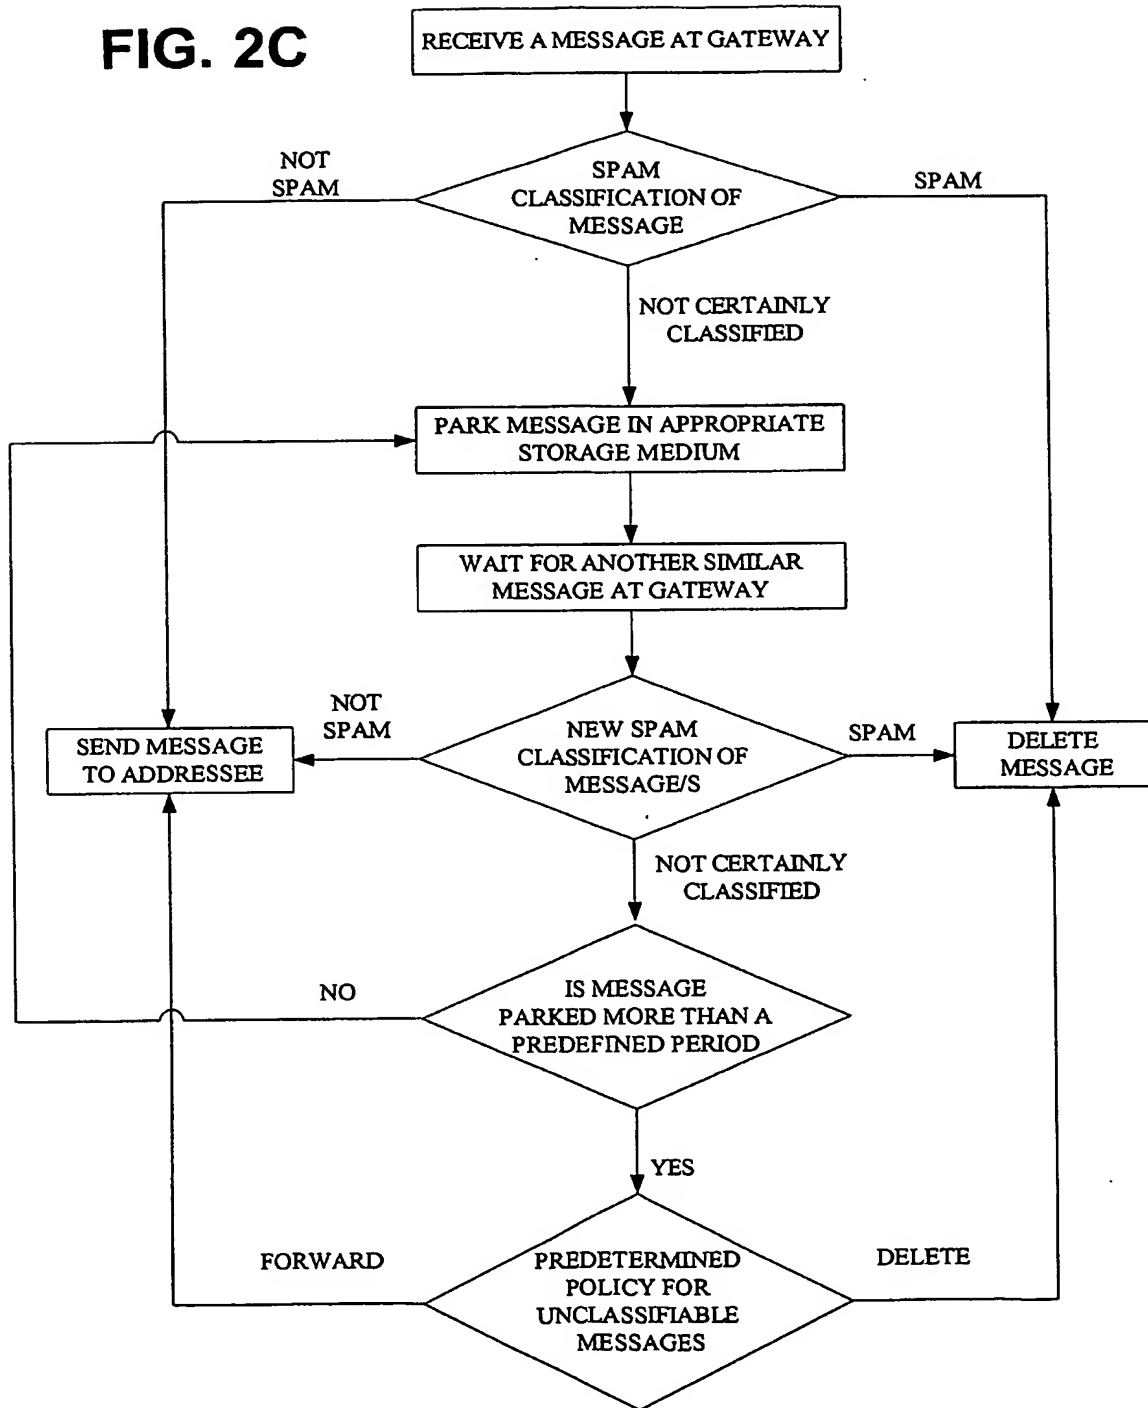 FIG. 2C
RECEIVE A MESSAGE AT GATEWAY
NOT
SPAM
SPAM
CLASSIFICATION OF
MESSAGE
SPAM
NOT CERTAINLY
CLASSIFIED
PARK MESSAGE IN APPROPRIATE
STORAGE MEDIUM
WAIT FOR ANOTHER SIMILAR
MESSAGE AT GATEWAY
NOT
SPAM
NEW SPAM
CLASSIFICATION OF
MESSAGE/S
SPAM
SEND MESSAGE
TO ADDRESSEE
DELETE
MESSAGE
NOT CERTAINLY
CLASSIFIED
NO
IS MESSAGE
PARKED MORE THAN A
PREDEFINED PERIOD
YES
FORWARD
PREDETERMINED
POLICY FOR
UNCLASSIFIABLE
MESSAGES
DELETE